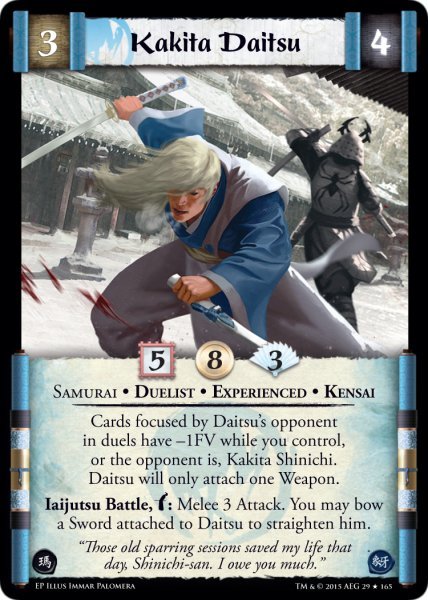 3
Kakita Daitsu
4
5
8
3
Samurai • Duelist • Experienced • Kensai
Cards focused by Daitsu's opponent
in duels have –1FV while you control,
or the opponent is, Kakita Shinichi.
Daitsu will only attach one Weapon.
Iaijutsu Battle, : Melee 3 Attack. You may bow
a Sword attached to Daitsu to straighten him.
“Those old sparring sessions saved my life that
day, Shinichi-san. I owe you much.”
EP Illus Immar Palomera
TM & © 2015 AEG 29 ★ 165